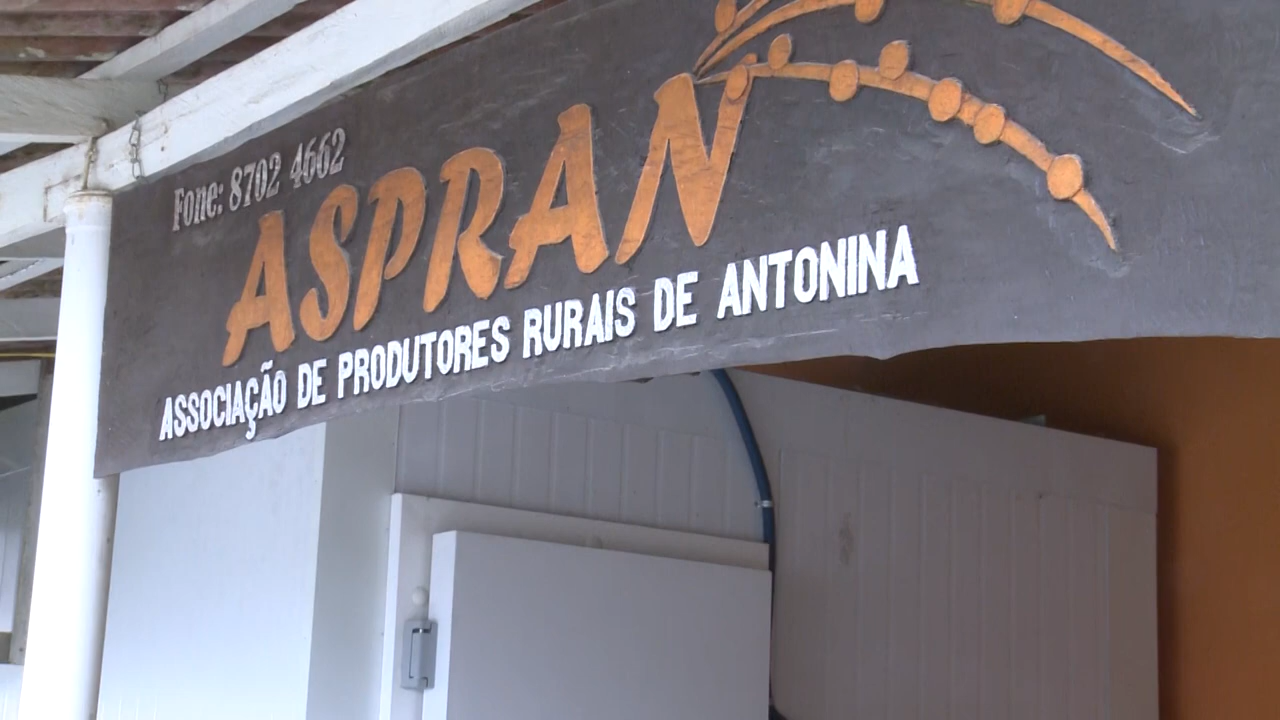 Fone: 8702 4662
ASPRAN
ASSOCIAÇÃO DE PRODUTORES RURAIS DE ANTONINA